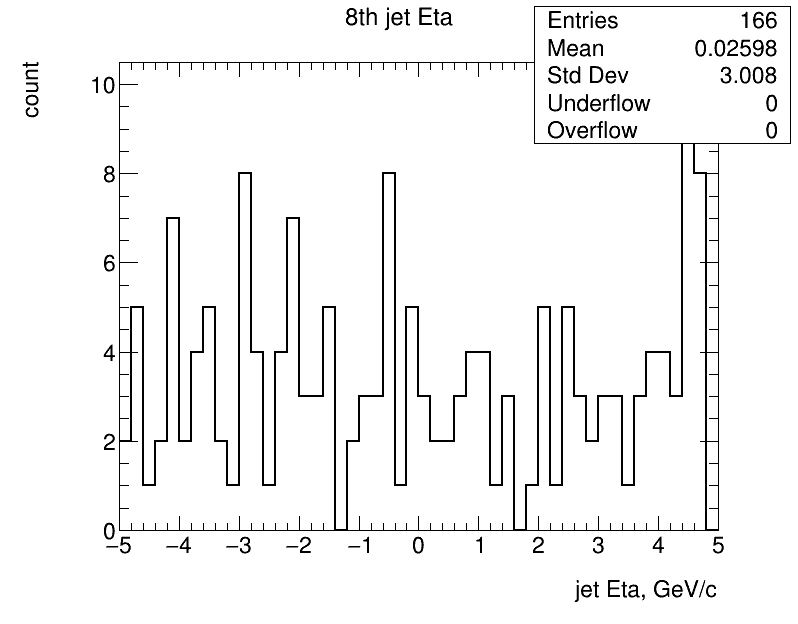 8th jet Eta
Entries 166
Mean 0.02598
Std Dev 3.008
Underflow 0
Overflow 0
count
10
8
6
4
2
0
−5 −4 −3 −2 −1 0 1 2 3 4 5
jet Eta, GeV/c